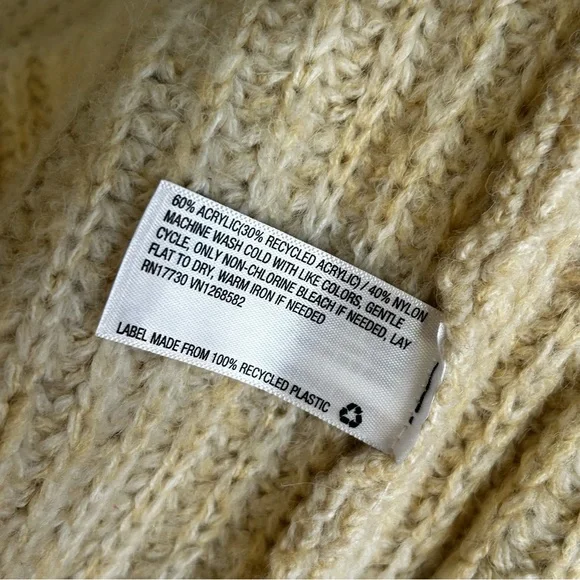 60% ACRYLIC(30% RECYCLED ACRYLIC) / 40% NYLON
MACHINE WASH COLD WITH LIKE COLORS, GENTLE
CYCLE. ONLY NON-CHLORINE BLEACH IF NEEDED, LAY
FLAT TO DRY, WARM IRON IF NEEDED
RN17730 VN1268582
LABEL MADE FROM 100% RECYCLED PLASTIC